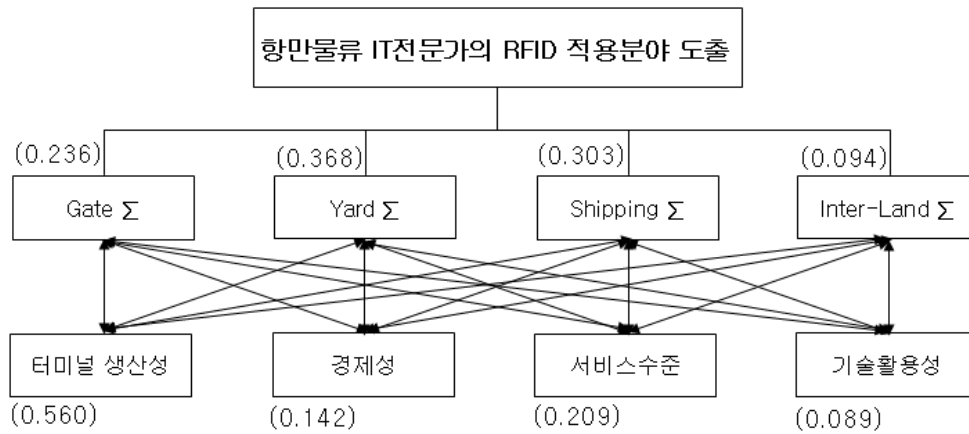 항만물류 IT전문가의 RFID 적용분야 도출
(0.236) (0.368) (0.303) (0.094)
Gate Σ Yard Σ Shipping Σ Inter-Land Σ
터미널 생산성 경제성 서비스수준 기술활용성
(0.560) (0.142) (0.209) (0.089)